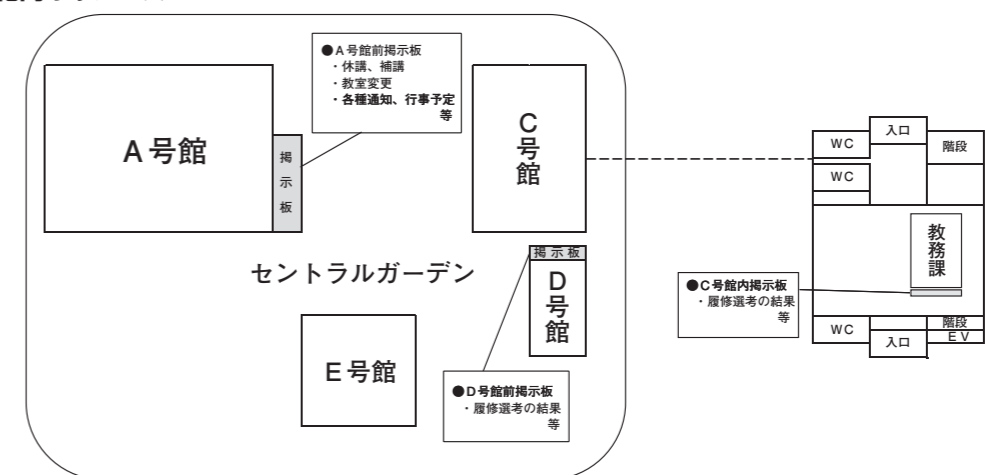 ●A号館前掲示板
・休講、補講
・教室変更
・各種通知、行事予定
等
A号館
掲示板
C号館
セントラルガーデン
掲示板
D号館
E号館
●D号館前掲示板
・履修選考の結果
等
入口
WC
階段
WC
教務課
●C号館内掲示板
・履修選考の結果
等
WC
入口
階段
EV